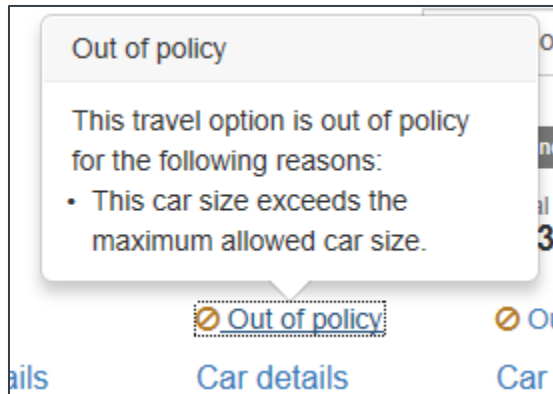 Out of policy
This travel option is out of policy
for the following reasons:
• This car size exceeds the
maximum allowed car size.
Out of policy
Car details
Car